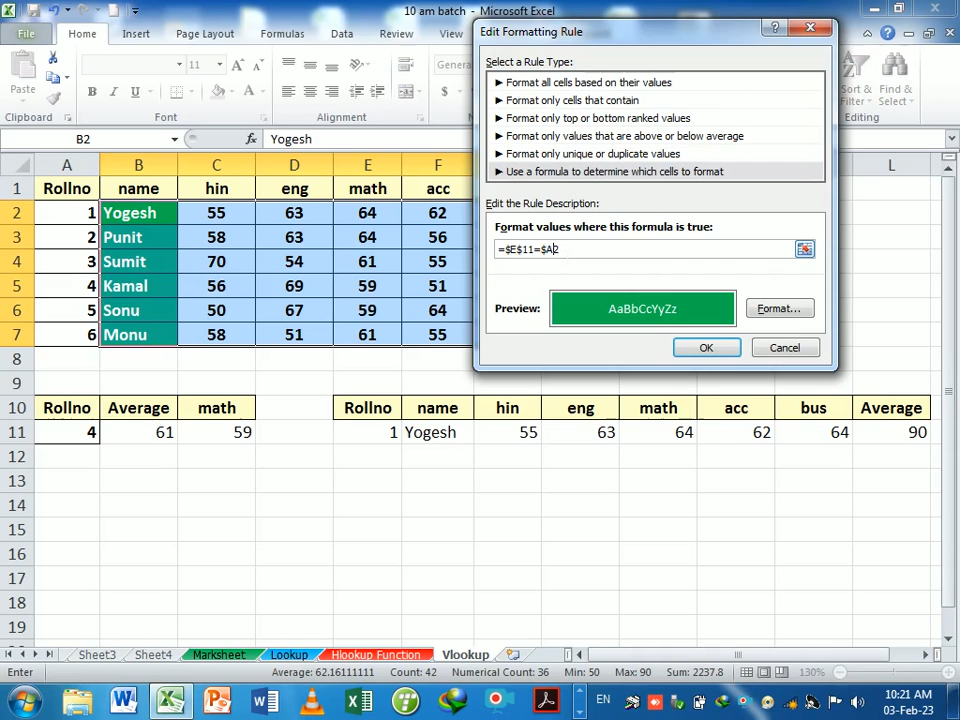 10 am batch - Microsoft Excel
File Home Insert Page Layout Formulas Data Review View
Paste
Clipboard
11
Font
General
Sort & Filter
Find & Select
Editing
B2 fx Yogesh
A B C D E F L
1 Rollno name hin eng math acc
2 1 Yogesh 55 63 64 62
3 2 Punit 58 63 64 56
4 3 Sumit 70 54 61 55
5 4 Kamal 56 69 59 51
6 5 Sonu 50 67 59 64
7 6 Monu 58 51 61 55
8
9
10 Rollno Average math Rollno name hin eng math acc bus Average
11 4 61 59 1 Yogesh 55 63 64 62 64 90
12
13
14
15
16
17
18
19
Edit Formatting Rule
Select a Rule Type:
► Format all cells based on their values
► Format only cells that contain
► Format only top or bottom ranked values
► Format only values that are above or below average
► Format only unique or duplicate values
► Use a formula to determine which cells to format
Edit the Rule Description:
Format values where this formula is true:
=$E$11=$A2
Preview: AaBbCcYyZz Format...
OK Cancel
Sheet3 Sheet4 Marksheet Lookup Hlookup Function Vlookup
Enter Average: 62.16111111 Count: 42 Numerical Count: 36 Min: 50 Max: 90 Sum: 2237.8 130%
EN 10:21 AM
03-Feb-23